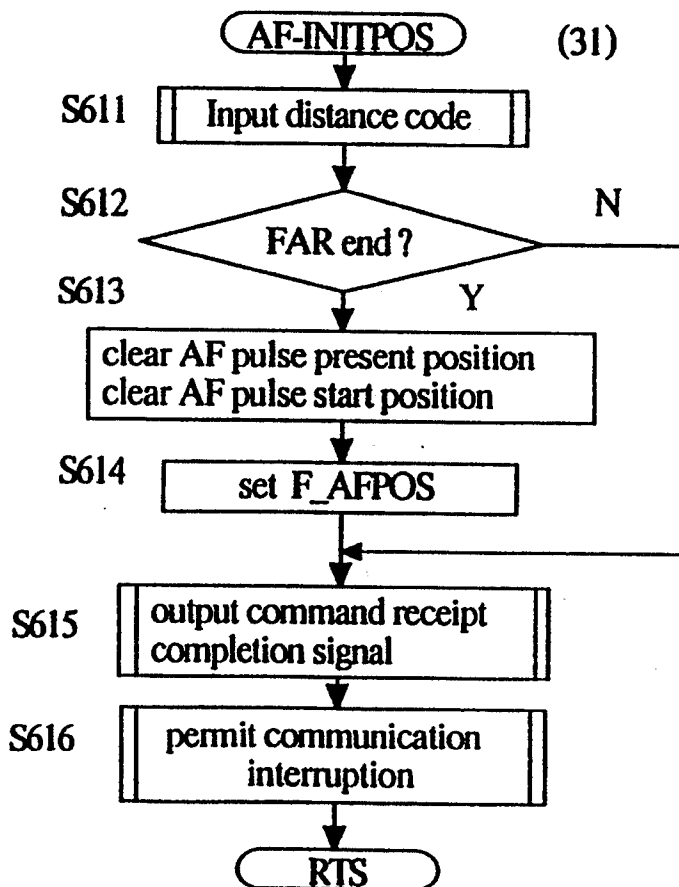 AF-INITPOS (31)
S611 Input distance code
S612 N
FAR end ?
S613 Y
clear AF pulse present position
clear AF pulse start position
S614 set F_AFPOS
S615 output command receipt
completion signal
S616 permit communication
interruption
RTS